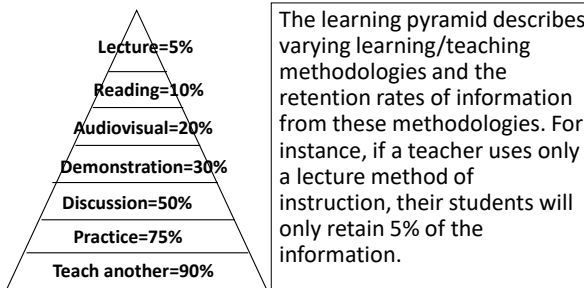 Lecture=5%
Reading=10%
Audiovisual=20%
Demonstration=30%
Discussion=50%
Practice=75%
Teach another=90%
The learning pyramid describes
varying learning/teaching
methodologies and the
retention rates of information
from these methodologies. For
instance, if a teacher uses only
a lecture method of
instruction, their students will
only retain 5% of the
information.